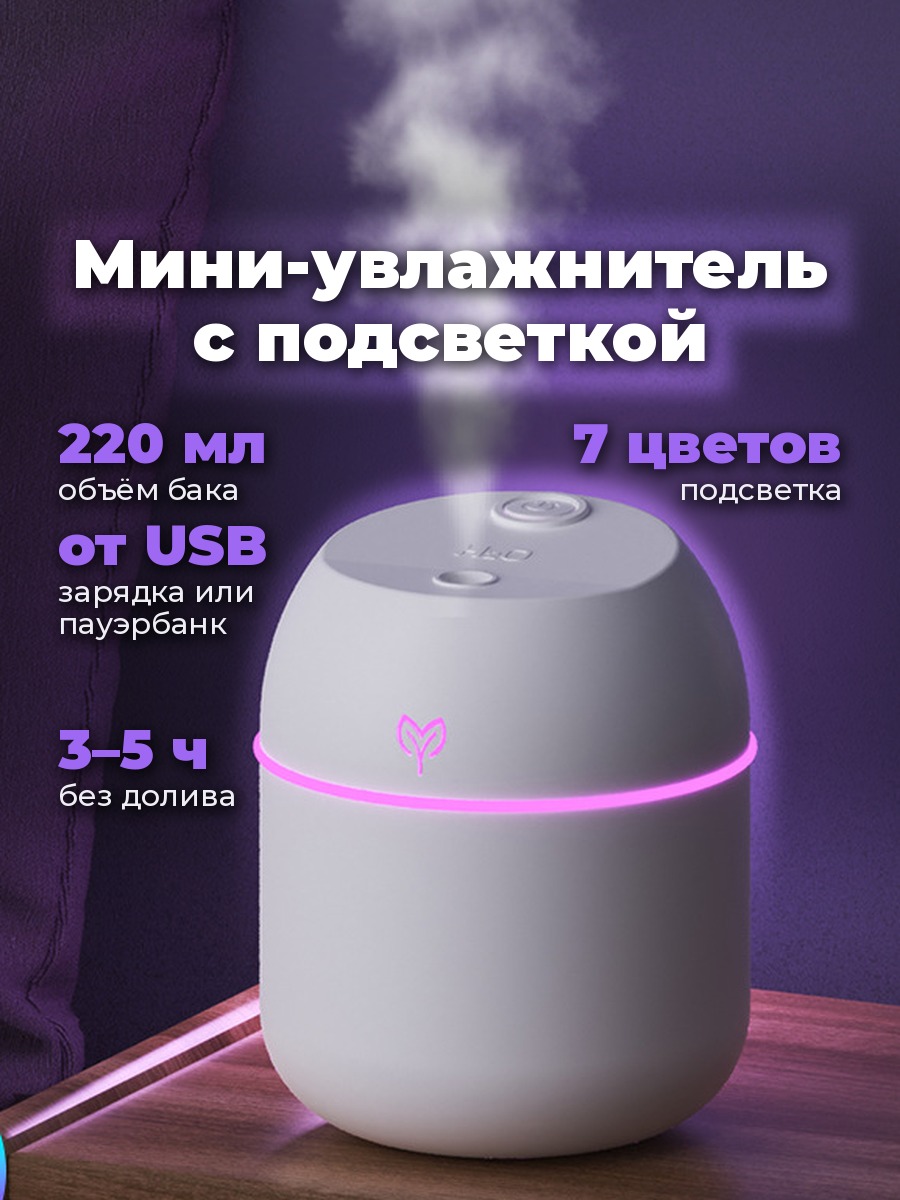 Мини-увлажнитель
с подсветкой
220 мл
объём бака
7 цветов
подсветка
от USB
зарядка или
пауэрбанк
H₂O
3–5 ч
без долива